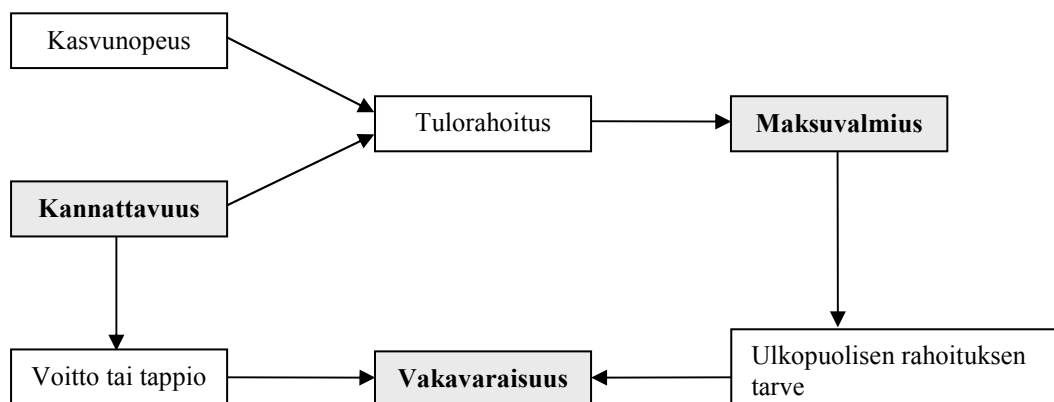 Kasvunopeus
Tulorahoitus
Maksuvalmius
Kannattavuus
Voitto tai tappio
Vakavaraisuus
Ulkopuolisen rahoituksen
tarve